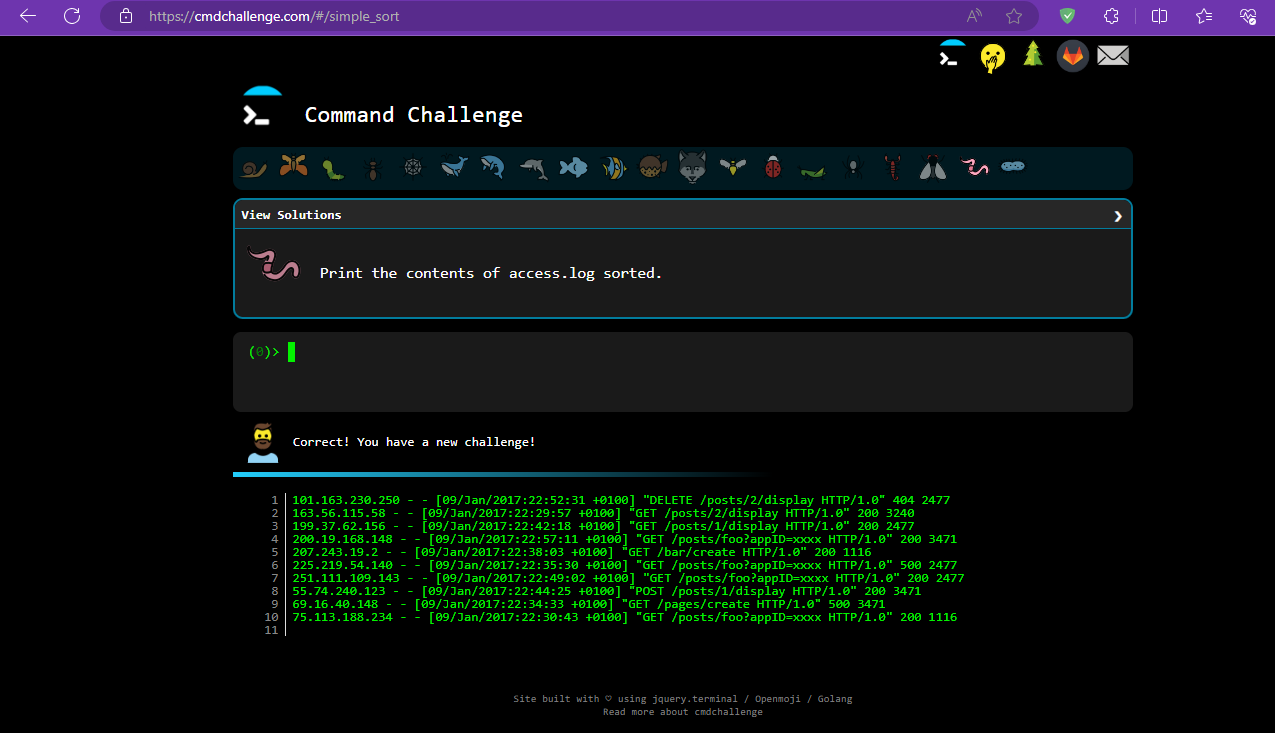 https://cmdchallenge.com/#/simple_sort
Command Challenge
View Solutions
Print the contents of access.log sorted.
(0)>
Correct! You have a new challenge!
1 101.163.230.250 - - [09/Jan/2017:22:52:31 +0100] "DELETE /posts/2/display HTTP/1.0" 404 2477
2 163.56.115.58 - - [09/Jan/2017:22:29:57 +0100] "GET /posts/2/display HTTP/1.0" 200 3240
3 199.37.62.156 - - [09/Jan/2017:22:42:18 +0100] "GET /posts/1/display HTTP/1.0" 200 2477
4 200.19.168.148 - - [09/Jan/2017:22:57:11 +0100] "GET /posts/foo?appID=xxxx HTTP/1.0" 200 3471
5 207.243.19.2 - - [09/Jan/2017:22:38:03 +0100] "GET /bar/create HTTP/1.0" 200 1116
6 225.219.54.140 - - [09/Jan/2017:22:35:30 +0100] "GET /posts/foo?appID=xxxx HTTP/1.0" 500 2477
7 251.111.109.143 - - [09/Jan/2017:22:49:02 +0100] "GET /posts/foo?appID=xxxx HTTP/1.0" 200 2477
8 55.74.240.123 - - [09/Jan/2017:22:44:25 +0100] "POST /posts/1/display HTTP/1.0" 200 3471
9 69.16.40.148 - - [09/Jan/2017:22:34:33 +0100] "GET /pages/create HTTP/1.0" 500 3471
10 75.113.188.234 - - [09/Jan/2017:22:30:43 +0100] "GET /posts/foo?appID=xxxx HTTP/1.0" 200 1116
11
Site built with ♡ using jquery.terminal / Openmoji / Golang
Read more about cmdchallenge